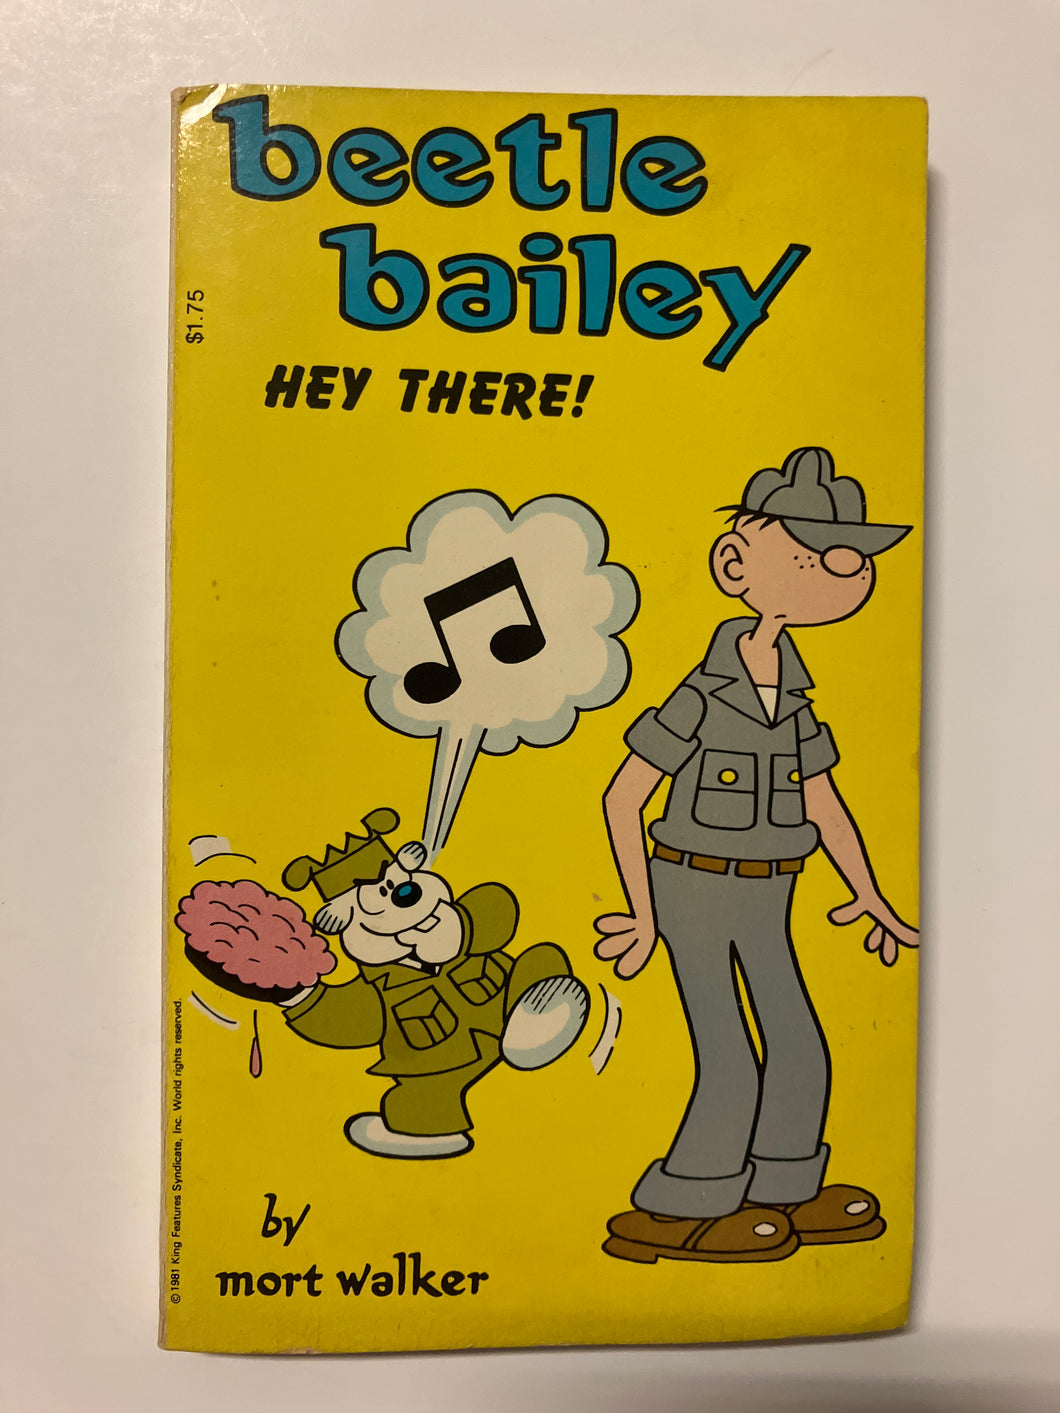 beetle
bailey
$1.75
HEY THERE!
© 1981 King Features Syndicate, Inc. World rights reserved.
by
mort walker